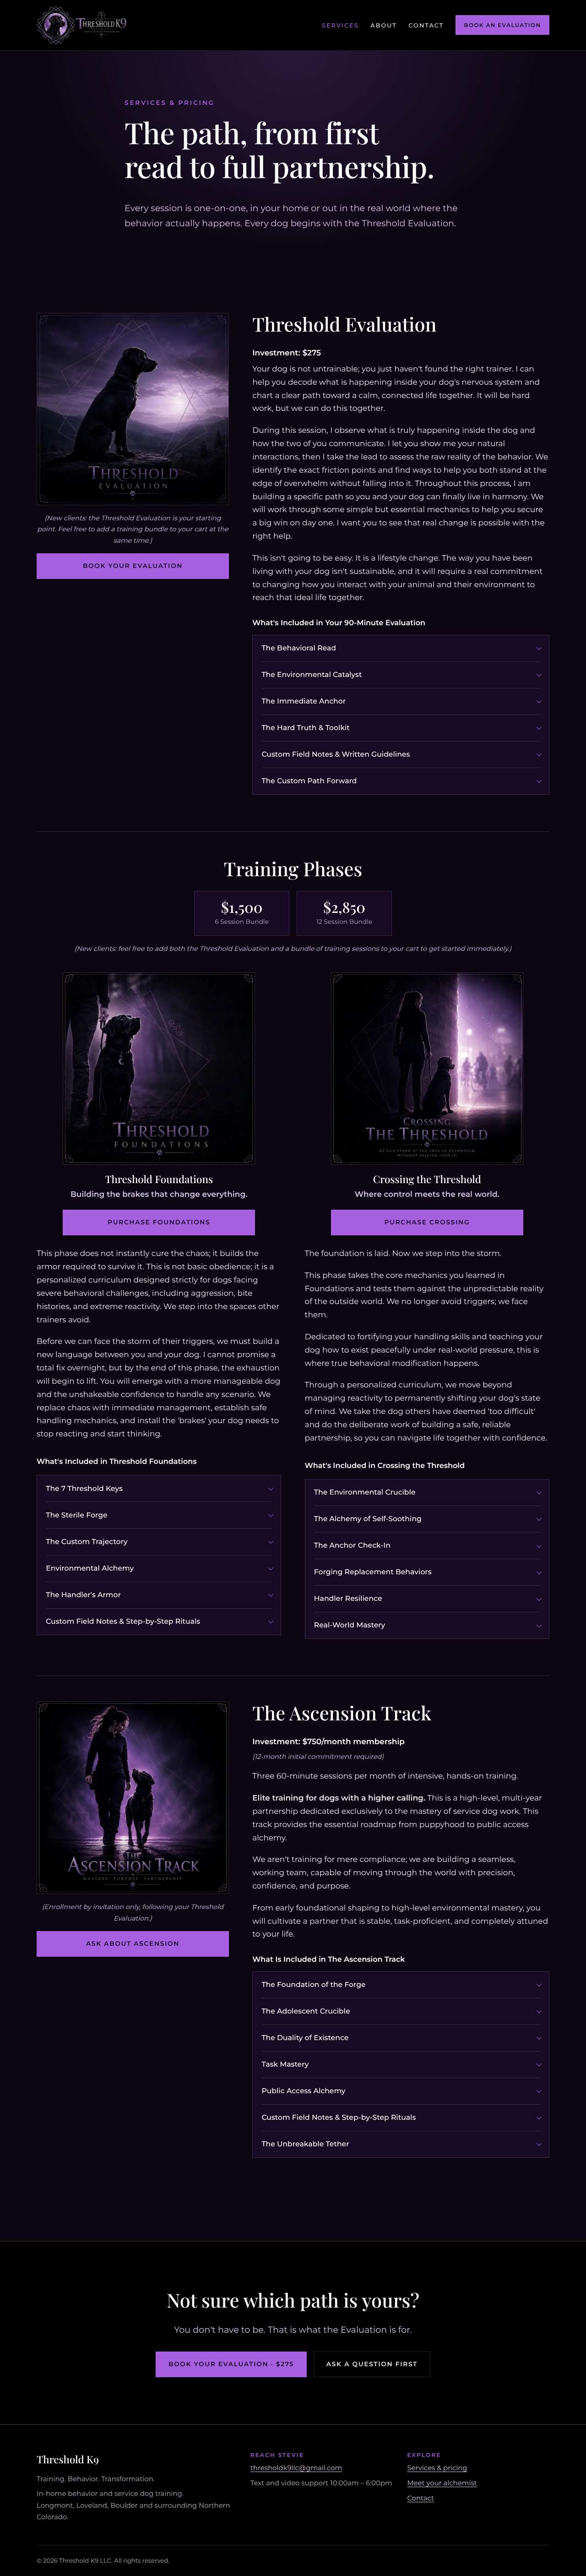 THRESHOLD K9
SERVICES
ABOUT
CONTACT
BOOK AN EVALUATION
SERVICES & PRICING
The path, from first
read to full partnership.
Every session is one-on-one, in your home or out in the real world where the
behavior actually happens. Every dog begins with the Threshold Evaluation.
THRESHOLD
EVALUATION
(New clients: the Threshold Evaluation is your starting
point. Feel free to add a training bundle to your cart at the
same time.)
BOOK YOUR EVALUATION
Threshold Evaluation
Investment: $275
Your dog is not untrainable; you just haven't found the right trainer. I can
help you decode what is happening inside your dog's nervous system and
chart a clear path toward a calm, connected life together. It will be hard
work, but we can do this together.
During this session, I observe what is truly happening inside the dog and
how the two of you communicate. I let you show me your natural
interactions, then I take the lead to assess the raw reality of the behavior. We
identify the exact friction points and find ways to help you both stand at the
edge of overwhelm without falling into it. Throughout this process, I am
building a specific path so you and your dog can finally live in harmony. We
will work through some simple but essential mechanics to help you secure
a big win on day one. I want you to see that real change is possible with the
right help.
This isn't going to be easy. It is a lifestyle change. The way you have been
living with your dog isn't sustainable, and it will require a real commitment
to changing how you interact with your animal and their environment to
reach that ideal life together.
What's Included in Your 90-Minute Evaluation
The Behavioral Read
The Environmental Catalyst
The Immediate Anchor
The Hard Truth & Toolkit
Custom Field Notes & Written Guidelines
The Custom Path Forward
Training Phases
$1,500
6 Session Bundle
$2,850
12 Session Bundle
(New clients: feel free to add both the Threshold Evaluation and a bundle of training sessions to your cart to get started immediately.)
THRESHOLD
FOUNDATIONS
Threshold Foundations
Building the brakes that change everything.
PURCHASE FOUNDATIONS
This phase does not instantly cure the chaos; it builds the
armor required to survive it. This is not basic obedience; it is a
personalized curriculum designed strictly for dogs facing
severe behavioral challenges, including aggression, bite
histories, and extreme reactivity. We step into the spaces other
trainers avoid.
Before we can face the storm of their triggers, we must build a
new language between you and your dog. I cannot promise a
total fix overnight, but by the end of this phase, the exhaustion
will begin to lift. You will emerge with a more manageable dog
and the unshakeable confidence to handle any scenario. We
replace chaos with immediate management, establish safe
handling mechanics, and install the 'brakes' your dog needs to
stop reacting and start thinking.
What's Included in Threshold Foundations
The 7 Threshold Keys
The Sterile Forge
The Custom Trajectory
Environmental Alchemy
The Handler's Armor
Custom Field Notes & Step-by-Step Rituals
CROSSING
THE THRESHOLD
Crossing the Threshold
Where control meets the real world.
PURCHASE CROSSING
The foundation is laid. Now we step into the storm.
This phase takes the core mechanics you learned in
Foundations and tests them against the unpredictable reality
of the outside world. We no longer avoid triggers; we face
them.
Dedicated to fortifying your handling skills and teaching your
dog how to exist peacefully under real-world pressure, this is
where true behavioral modification happens.
Through a personalized curriculum, we move beyond
managing reactivity to permanently shifting your dog's state
of mind. We take the dogs others have deemed 'too difficult'
and do the deliberate work of building a safe, reliable
partnership, so you can navigate life together with confidence.
What's Included in Crossing the Threshold
The Environmental Crucible
The Alchemy of Self-Soothing
The Anchor Check-In
Forging Replacement Behaviors
Handler Resilience
Real-World Mastery
THE
ASCENSION TRACK
MASTERY. PURPOSE. PARTNERSHIP.
(Enrollment by invitation only, following your Threshold
Evaluation.)
ASK ABOUT ASCENSION
The Ascension Track
Investment: $750/month membership
(12-month initial commitment required)
Three 60-minute sessions per month of intensive, hands-on training.
Elite training for dogs with a higher calling. This is a high-level, multi-year
partnership dedicated exclusively to the mastery of service dog work. This
track provides the essential roadmap from puppyhood to public access
alchemy.
We aren't training for mere compliance; we are building a seamless,
working team, capable of moving through the world with precision,
confidence, and purpose.
From early foundational shaping to high-level environmental mastery, you
will cultivate a partner that is stable, task-proficient, and completely attuned
to your life.
What Is Included in The Ascension Track
The Foundation of the Forge
The Adolescent Crucible
The Duality of Existence
Task Mastery
Public Access Alchemy
Custom Field Notes & Step-by-Step Rituals
The Unbreakable Tether
Not sure which path is yours?
You don't have to be. That is what the Evaluation is for.
BOOK YOUR EVALUATION - $275
ASK A QUESTION FIRST
Threshold K9
Training. Behavior. Transformation.
In-home behavior and service dog training.
Longmont, Loveland, Boulder and surrounding Northern
Colorado.
REACH STEVIE
thresholdk9llc@gmail.com
Text and video support 10:00am – 6:00pm
EXPLORE
Services & pricing
Meet your alchemist
Contact
© 2026 Threshold K9 LLC. All rights reserved.